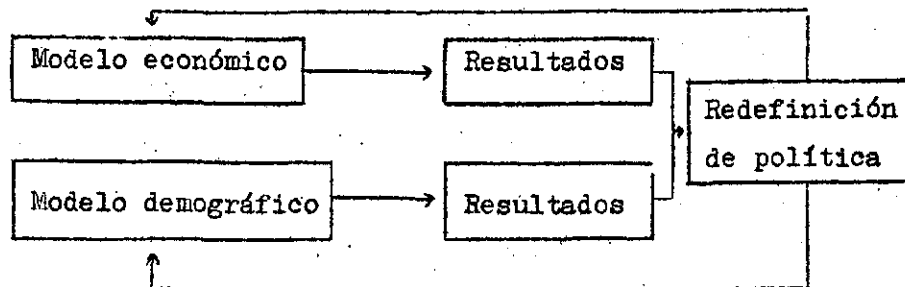 Modelo económico
Resultados
Redefinición
de política
Modelo demográfico
Resultados